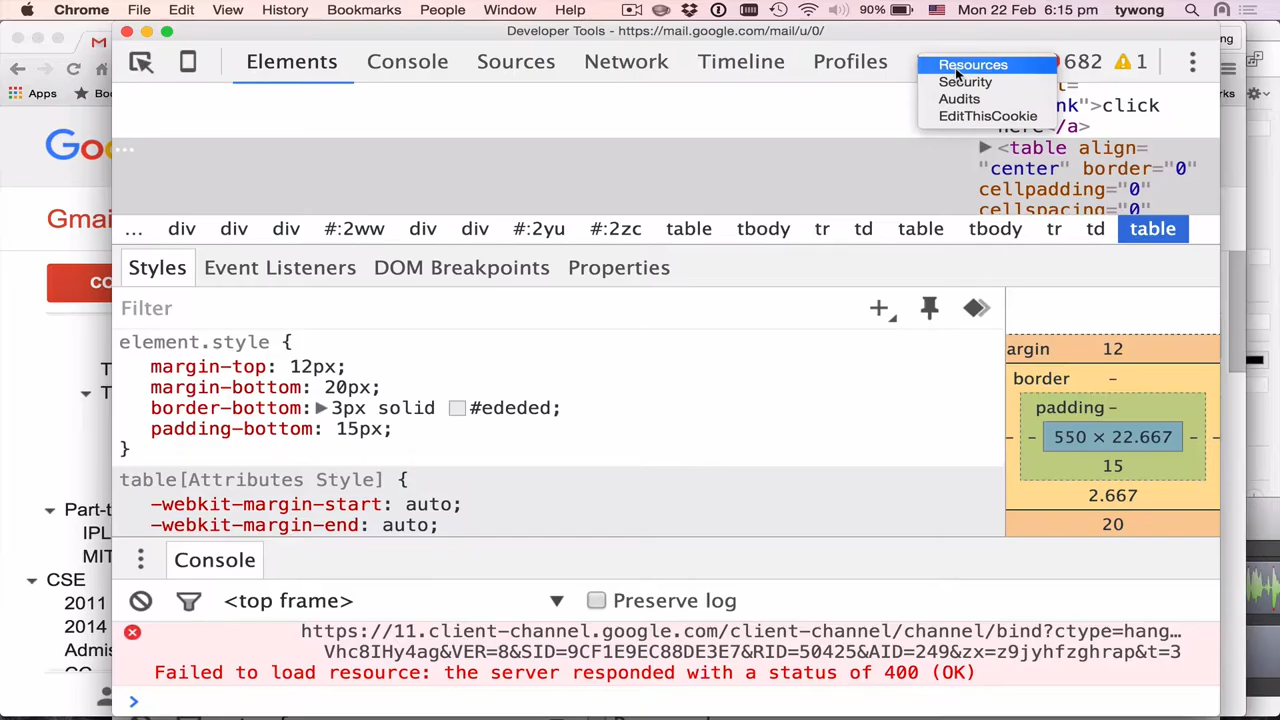 Chrome File Edit View History Bookmarks People Window Help 90% Mon 22 Feb 6:15 pm tywong
Developer Tools - https://mail.google.com/mail/u/0/
Elements Console Sources Network Timeline Profiles 682 1
Resources
Security
Audits
EditThisCookie
Apps
Goo
Gmai
CO
nk">click
here</a>
<table align=
"center" border="0"
cellpadding="0"
cellspacing="0"
... div div div #:2ww div div #:2yu #:2zc table tbody tr td table tbody tr td table
Styles Event Listeners DOM Breakpoints Properties
Filter
element.style {
margin-top: 12px;
margin-bottom: 20px;
border-bottom: 3px solid #ededed;
padding-bottom: 15px;
}
table[Attributes Style] {
-webkit-margin-start: auto;
-webkit-margin-end: auto;
argin 12
border –
padding –
– – 550 × 22.667 – –
15
2.667
20
T
T
Part-t
IPL
MIT
CSE
2011
2014
Admis
Console
<top frame> Preserve log
https://11.client-channel.google.com/client-channel/channel/bind?ctype=hang…
Vhc8IHy4ag&VER=8&SID=9CF1E9EC88DE3E7&RID=50425&AID=249&zx=z9jyhfzghrap&t=3
Failed to load resource: the server responded with a status of 400 (OK)
>